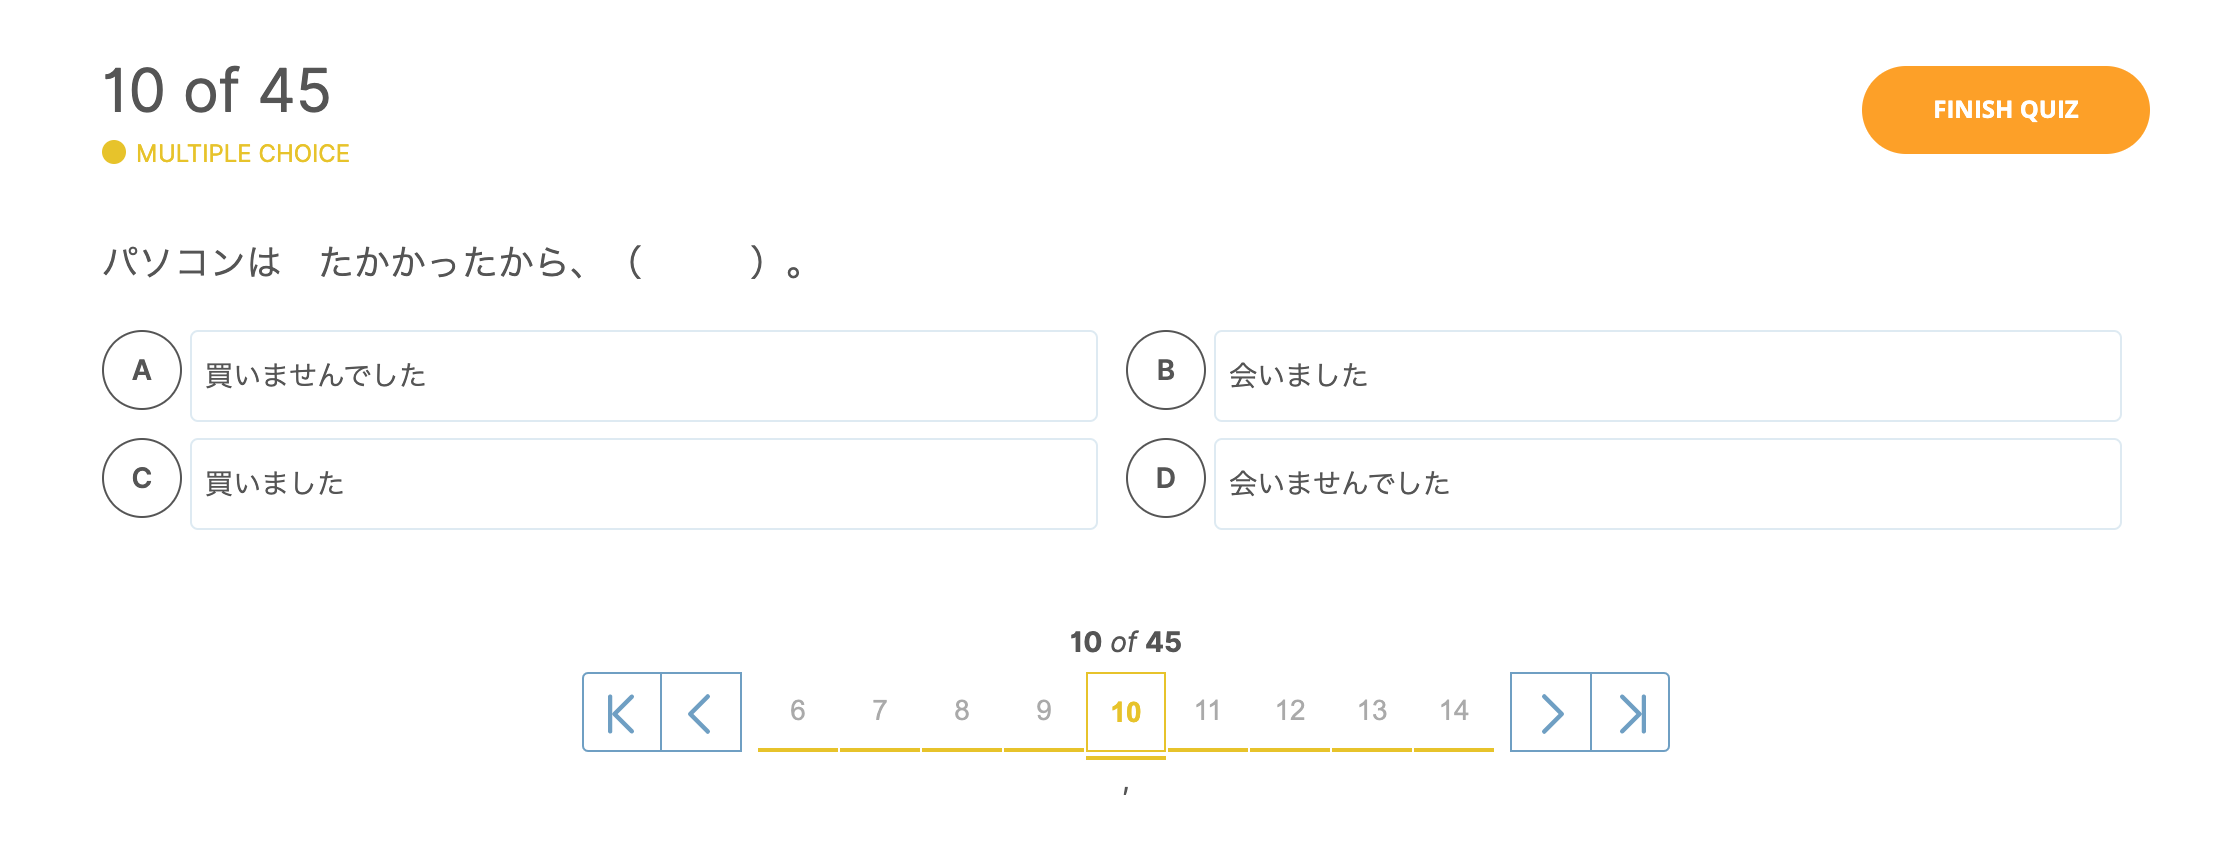 10 of 45
FINISH QUIZ
MULTIPLE CHOICE
パソコンは　たかかったから、（　　　）。
A 買いませんでした
B 会いました
C 買いました
D 会いませんでした
10 of 45
6 7 8 9 10 11 12 13 14
,